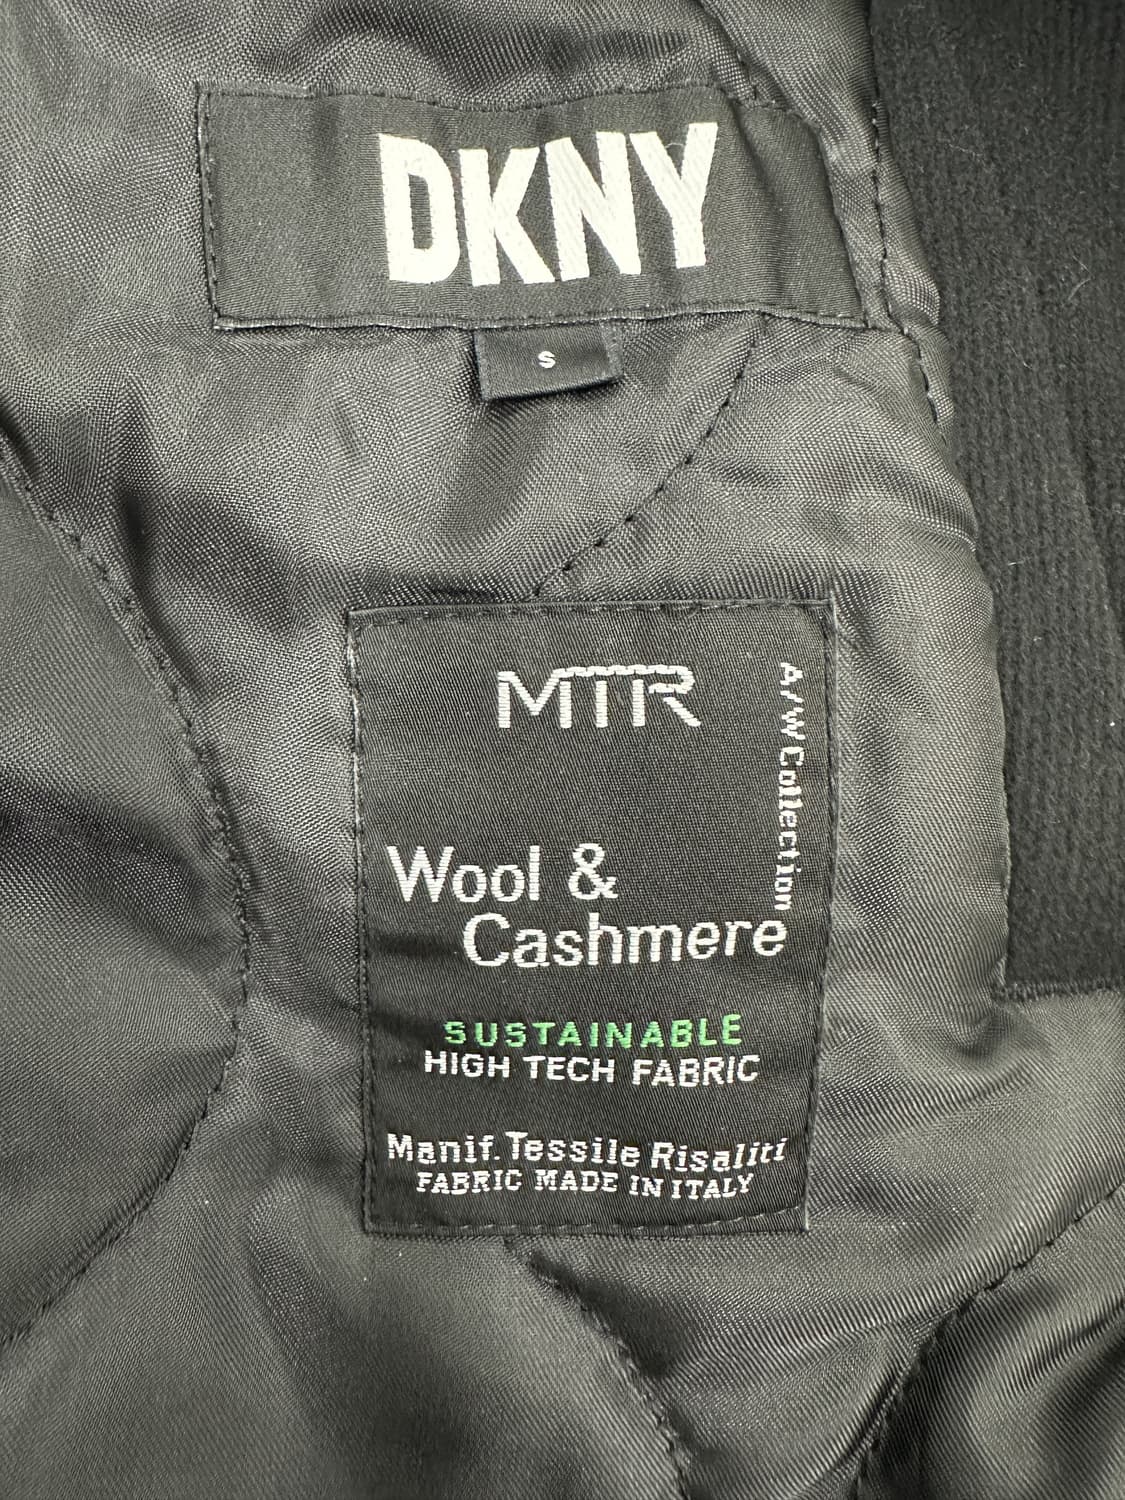 DKNY
S
MTR
A/W Collection
Wool &
Cashmere
SUSTAINABLE
HIGH TECH FABRIC
Manif. Tessile Risaliti
FABRIC MADE IN ITALY